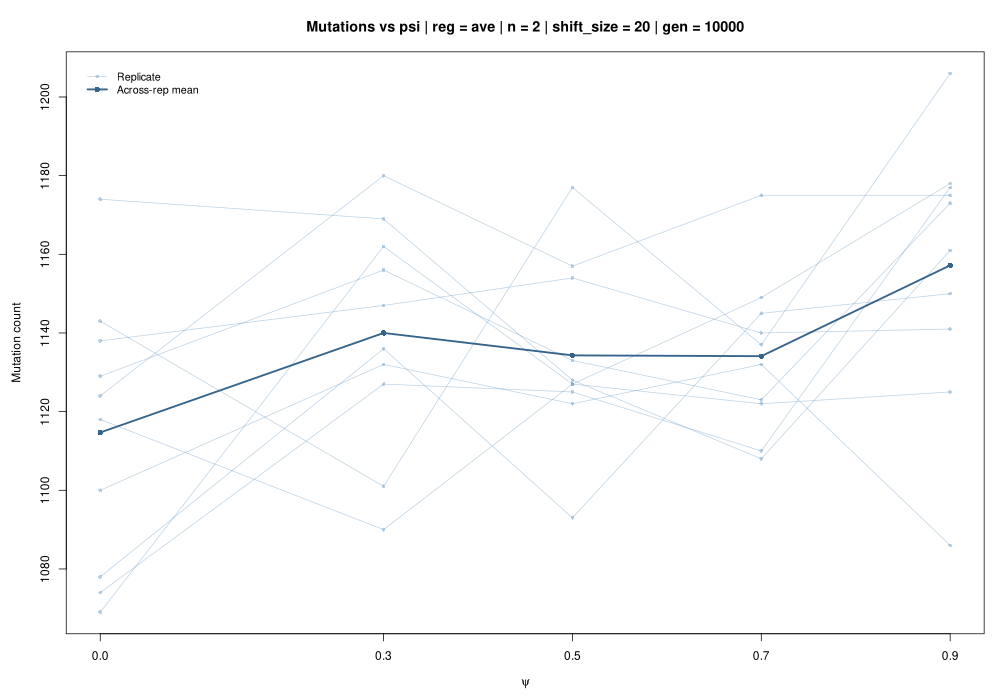 Mutations vs psi | reg = ave | n = 2 | shift_size = 20 | gen = 10000
Replicate
Across-rep mean
1200
1180
1160
1140
1120
1100
1080
Mutation count
0.0 0.3 0.5 0.7 0.9
ψ